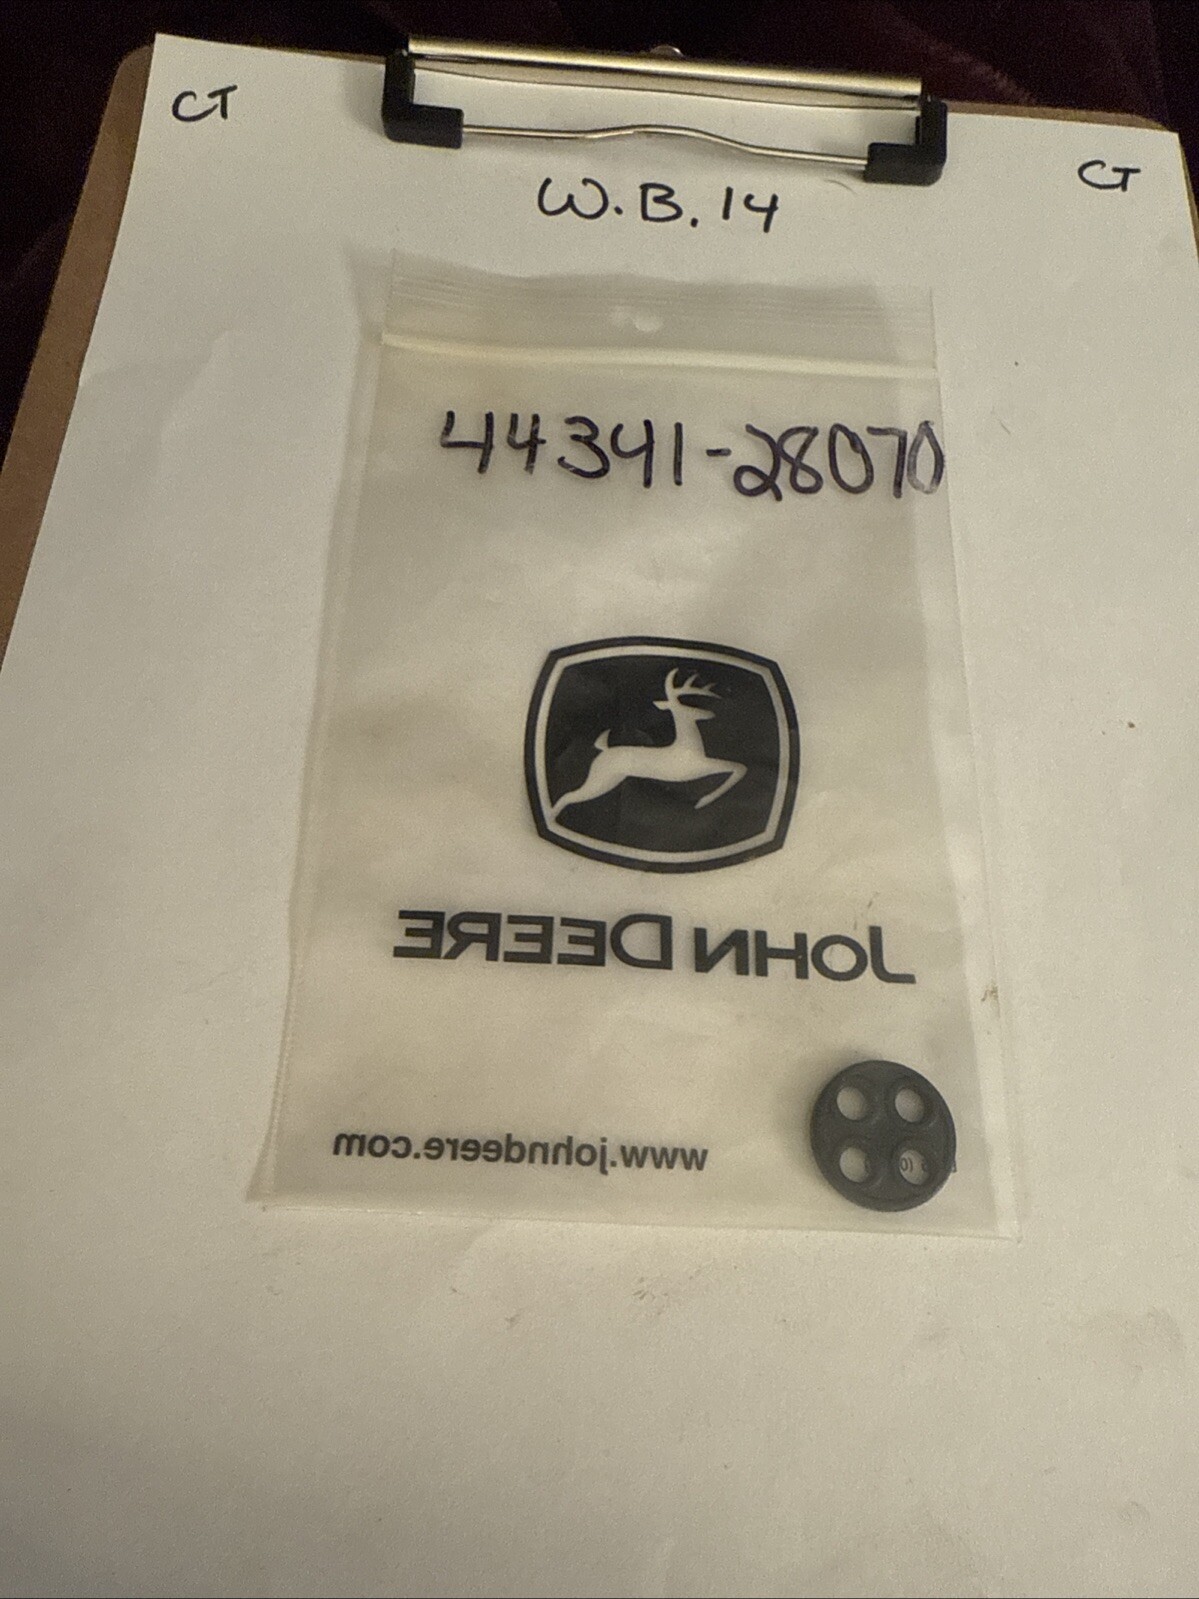 CT
CT
W.B. 14
44341-28070
JOHN DEERE
www.johndeere.com